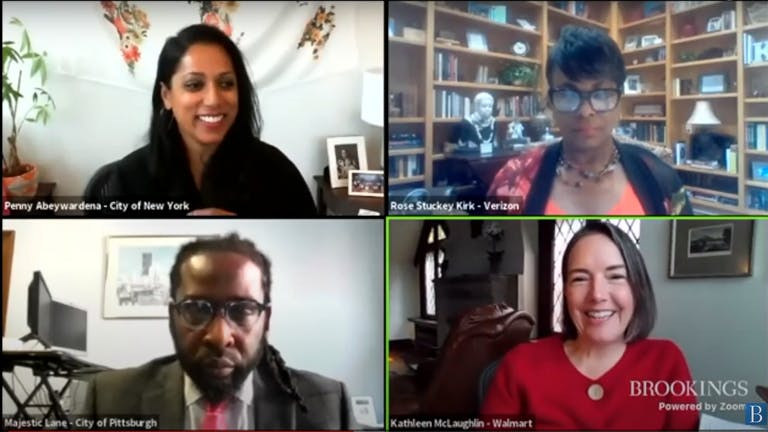 Penny Abeywardena - City of New York
Rose Stuckey Kirk - Verizon
Majestic Lane - City of Pittsburgh
Kathleen McLaughlin - Walmart
BROOKINGS
Powered by Zoom
B